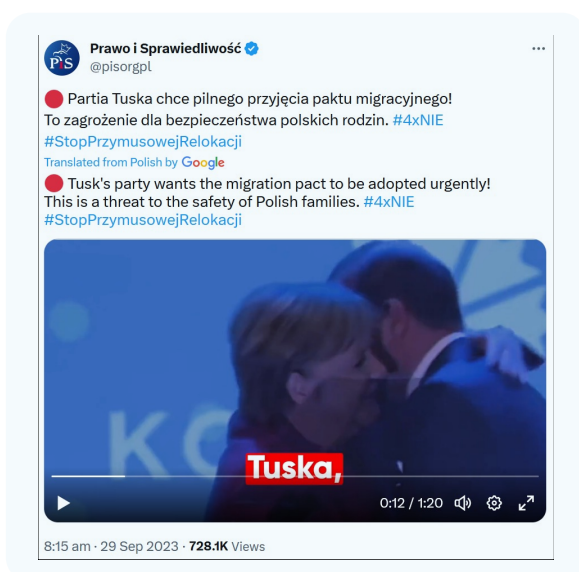 PiS
Prawo i Sprawiedliwość
@pisorgpl
Partia Tuska chce pilnego przyjęcia paktu migracyjnego!
To zagrożenie dla bezpieczeństwa polskich rodzin. #4xNIE
#StopPrzymusowejRelokacji
Translated from Polish by Google
Tusk's party wants the migration pact to be adopted urgently!
This is a threat to the safety of Polish families. #4xNIE
#StopPrzymusowejRelokacji
KO
Tuska,
0:12 / 1:20
8:15 am · 29 Sep 2023 · 728.1K Views